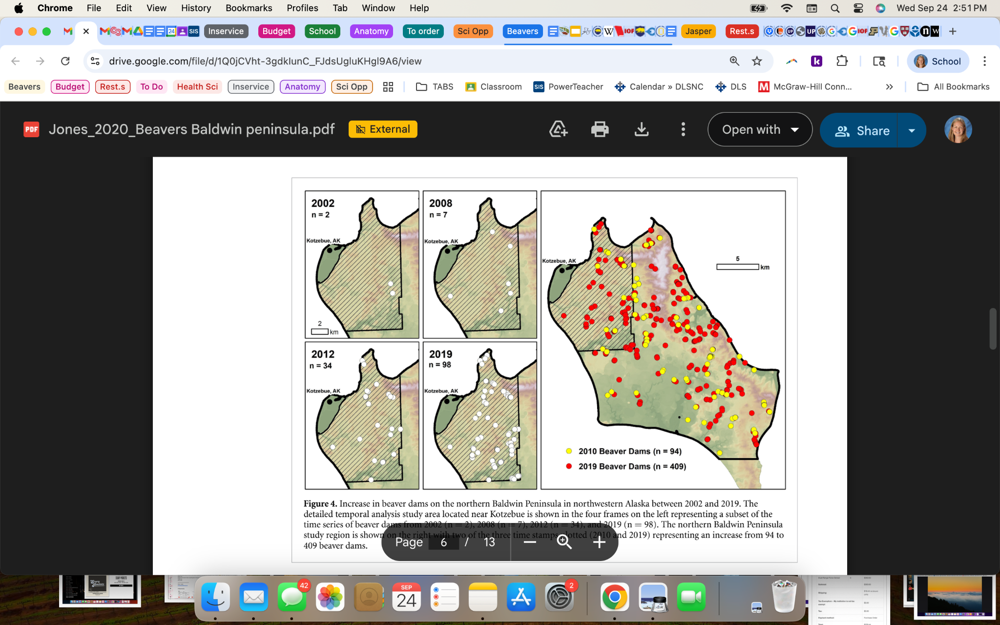 Chrome File Edit View History Bookmarks Profiles Tab Window Help Wed Sep 24 2:51 PM
24 SIS Inservice Budget School Anatomy To order Sci Opp Beavers W IOF Jasper Rest.s UP UP G G IOF G n W
drive.google.com/file/d/1Q0jCVht-3gdkIunC_FJdsUgluKHgl9A6/view k School
Beavers Budget Rest.s To Do Health Sci Inservice Anatomy Sci Opp TABS Classroom SIS PowerTeacher Calendar » DLSNC DLS M McGraw-Hill Conn... » All Bookmarks
PDF Jones_2020_Beavers Baldwin peninsula.pdf External Open with Share
2002
n = 2
Kotzebue, AK
2
km
2008
n = 7
Kotzebue, AK
2012
n = 34
Kotzebue, AK
2019
n = 98
Kotzebue, AK
Kotzebue, AK
5
km
2010 Beaver Dams (n = 94)
2019 Beaver Dams (n = 409)
Figure 4. Increase in beaver dams on the northern Baldwin Peninsula in northwestern Alaska between 2002 and 2019. The
detailed temporal analysis study area located near Kotzebue is shown in the four frames on the left representing a subset of the
time series of beaver dams from 2002 (n = 2), 2008 (n = 7), 2012 (n = 34), and 2019 (n = 98). The northern Baldwin Peninsula
study region is shown on the right with two of the three time stamps plotted (2010 and 2019) representing an increase from 94 to
409 beaver dams.
Page 6 / 13
42
SEP
24
2